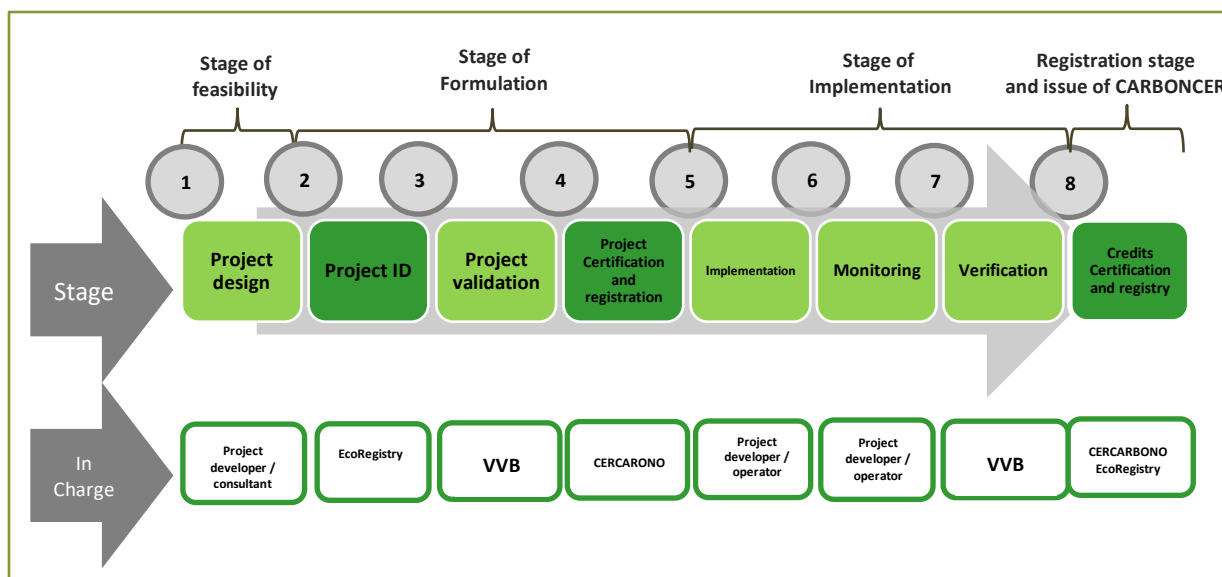 Stage of
feasibility
Stage of
Formulation
Stage of
Implementation
Registration stage
and issue of CARBONCER
1
2
3
4
5
6
7
8
Stage
Project
design
Project ID
Project
validation
Project
Certification
and
registration
Implementation
Monitoring
Verification
Credits
Certification
and registry
In
Charge
Project
developer /
consultant
EcoRegistry
VVB
CERCARONO
Project
developer /
operator
Project
developer /
operator
VVB
CERCARBONO
EcoRegistry